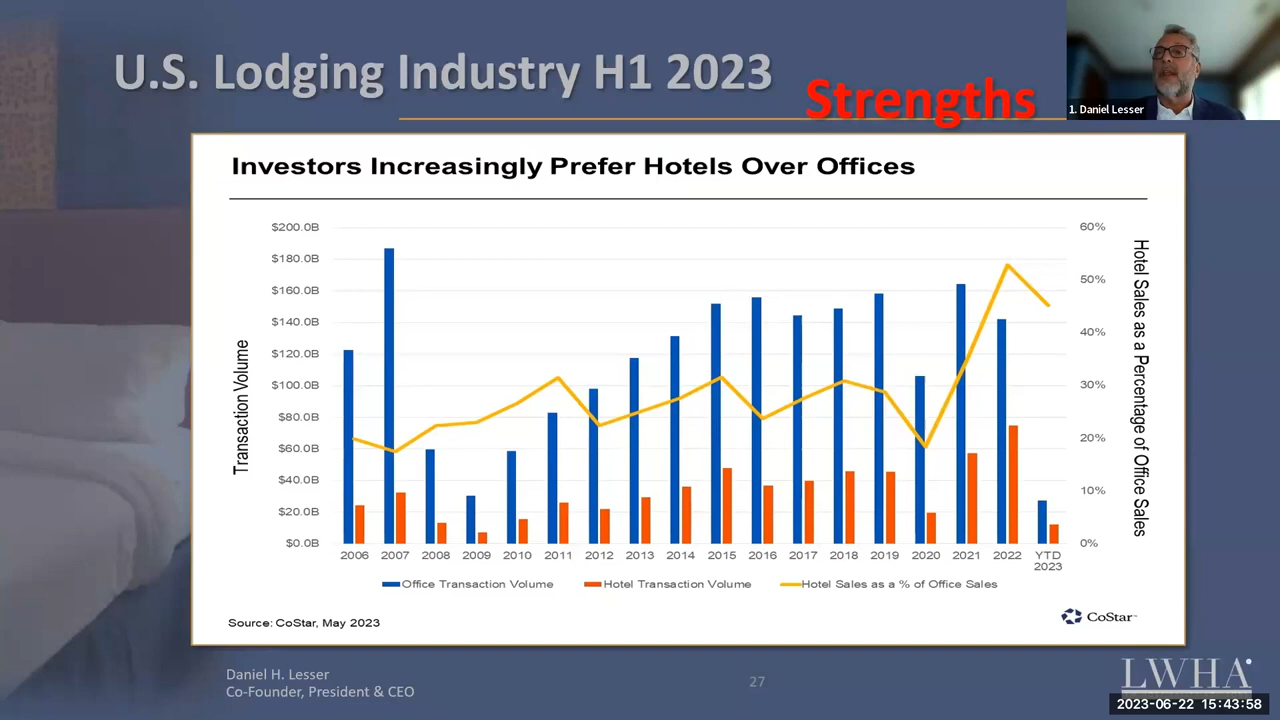 U.S. Lodging Industry H1 2023
Strengths
1. Daniel Lesser
Investors Increasingly Prefer Hotels Over Offices
Transaction Volume
$200.0B
$180.0B
$160.0B
$140.0B
$120.0B
$100.0B
$80.0B
$60.0B
$40.0B
$20.0B
$0.0B
60%
50%
40%
30%
20%
10%
0%
Hotel Sales as a Percentage of Office Sales
2006 2007 2008 2009 2010 2011 2012 2013 2014 2015 2016 2017 2018 2019 2020 2021 2022 YTD
2023
Office Transaction Volume Hotel Transaction Volume Hotel Sales as a % of Office Sales
Source: CoStar, May 2023
CoStar™
Daniel H. Lesser
Co-Founder, President & CEO
27
LWHA
2023-06-22 15:43:58